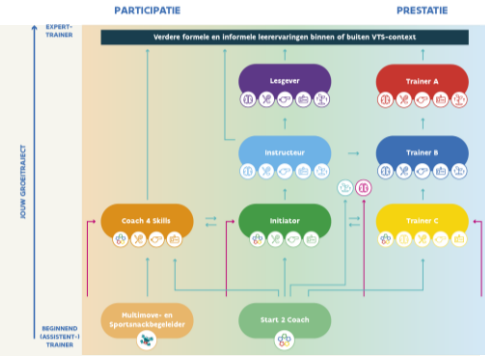 PARTICIPATIE
PRESTATIE
EXPERT-
TRAINER
Verdere formele en informele leerervaringen binnen of buiten VTS-context
Lesgever
Trainer A
Instructeur
Trainer B
JOUW GROEITRAJECT
Coach 4 Skills
Initiator
Trainer C
BEGINNEND
(ASSISTENT-)
TRAINER
Multimove- en
Sportsnackbegeleider
Start 2 Coach